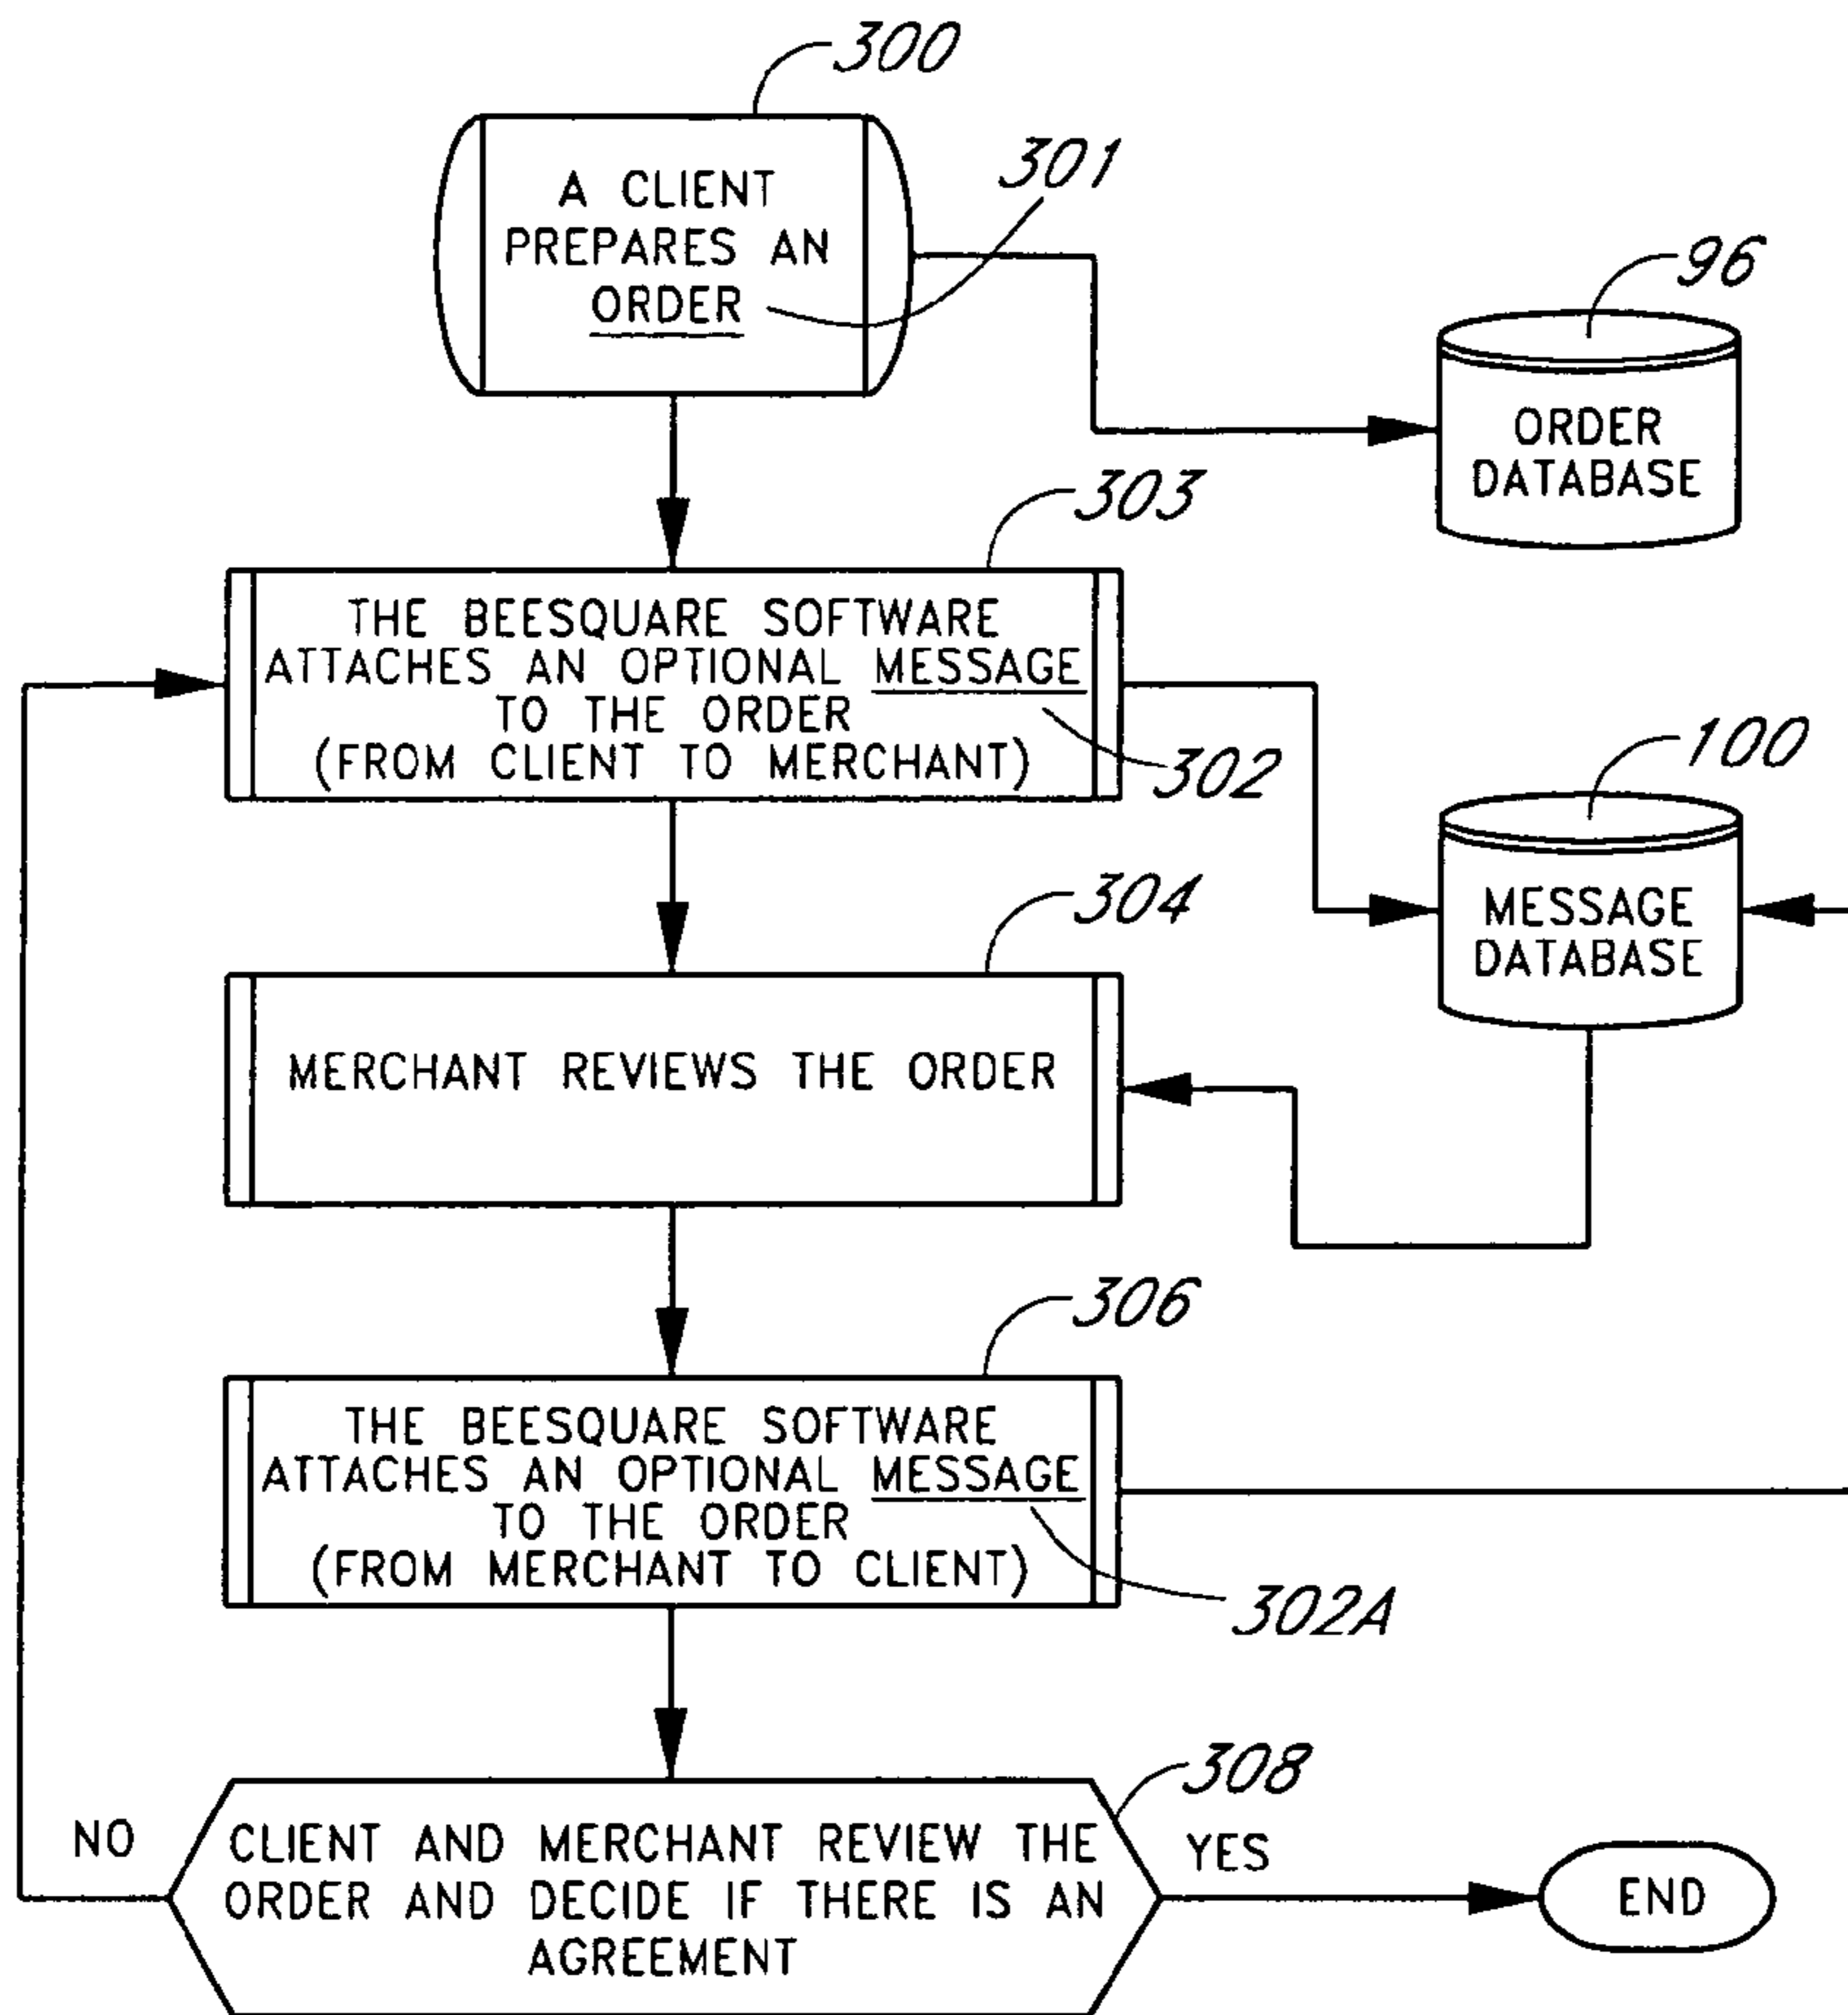 300
A CLIENT
PREPARES AN
ORDER
301
96
ORDER
DATABASE
303
THE BEESQUARE SOFTWARE
ATTACHES AN OPTIONAL MESSAGE
TO THE ORDER
(FROM CLIENT TO MERCHANT)
302
100
MESSAGE
DATABASE
304
MERCHANT REVIEWS THE ORDER
306
THE BEESQUARE SOFTWARE
ATTACHES AN OPTIONAL MESSAGE
TO THE ORDER
(FROM MERCHANT TO CLIENT)
302A
308
NO
CLIENT AND MERCHANT REVIEW THE
ORDER AND DECIDE IF THERE IS AN
AGREEMENT
YES
END